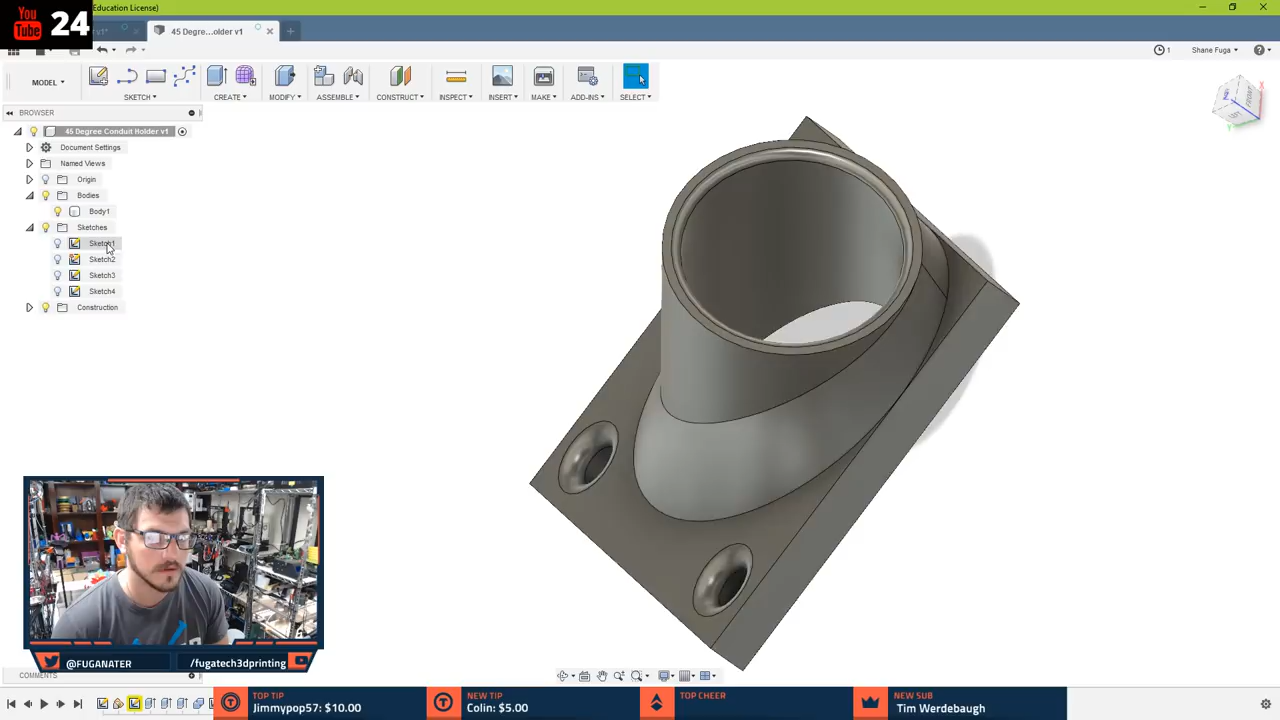 You Tube 24
Education License)
45 Degre...older v1
1
Shane Fuga
MODEL
SKETCH
CREATE
MODIFY
ASSEMBLE
CONSTRUCT
INSPECT
INSERT
MAKE
ADD-INS
SELECT
BROWSER
45 Degree Conduit Holder v1
Document Settings
Named Views
Origin
Bodies
Body1
Sketches
Sketch1
Sketch2
Sketch3
Sketch4
Construction
@FUGANATER
/fugatech3dprinting
COMMENTS
TOP TIP
Jimmypop57: $10.00
NEW TIP
Colin: $5.00
TOP CHEER
NEW SUB
Tim Werdebaugh